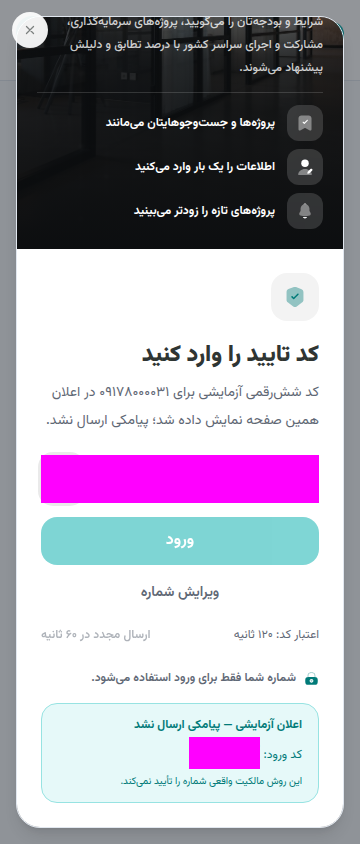 شرایط و بودجه‌تان را می‌گویید، پروژه‌های سرمایه‌گذاری،
مشارکت و اجرای سراسر کشور با درصد تطابق و دلیلش
پیشنهاد می‌شوند.
پروژه‌ها و جست‌وجوهایتان می‌مانند
اطلاعات را یک بار وارد می‌کنید
پروژه‌های تازه را زودتر می‌بینید
کد تایید را وارد کنید
کد شش‌رقمی آزمایشی برای ۰۹۱۷۸۰۰۰۰۳۱ در اعلان
همین صفحه نمایش داده شد؛ پیامکی ارسال نشد.
ورود
ویرایش شماره
اعتبار کد: ۱۲۰ ثانیه
ارسال مجدد در ۶۰ ثانیه
شماره شما فقط برای ورود استفاده می‌شود.
اعلان آزمایشی — پیامکی ارسال نشد
کد ورود:
این روش مالکیت واقعی شماره را تأیید نمی‌کند.